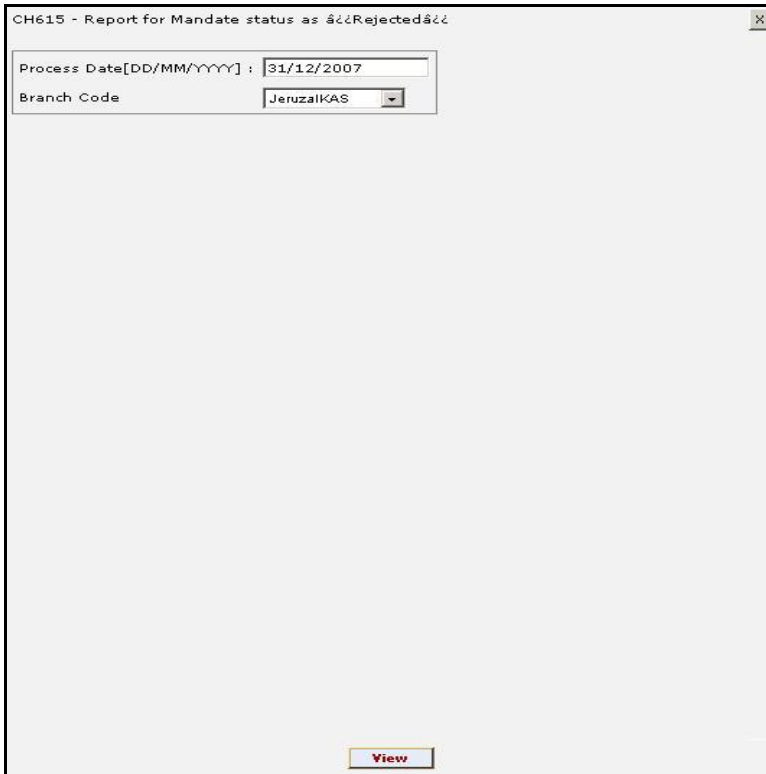 CH615 - Report for Mandate status as â¿¿Rejectedâ¿¿
X
Process Date[DD/MM/YYYY] : 31/12/2007
Branch Code JeruzalKAS
View